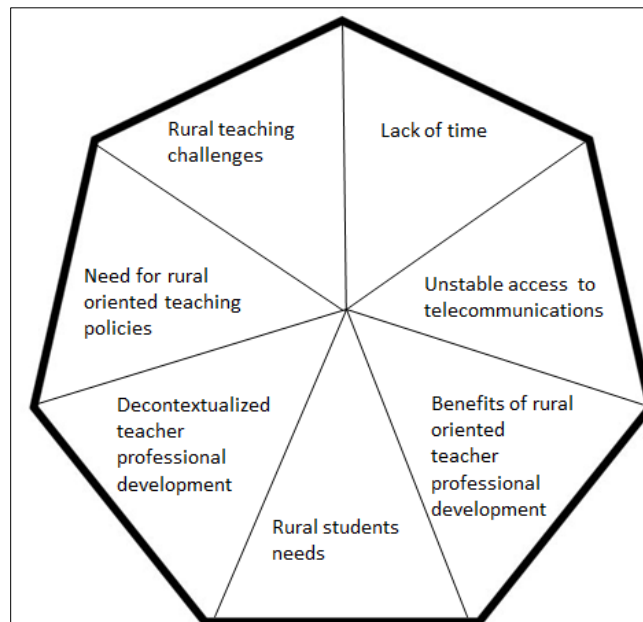 Rural teaching
challenges
Lack of time
Need for rural
oriented teaching
policies
Unstable access to
telecommunications
Decontextualized
teacher
professional
development
Benefits of rural
oriented
teacher
professional
development
Rural students
needs